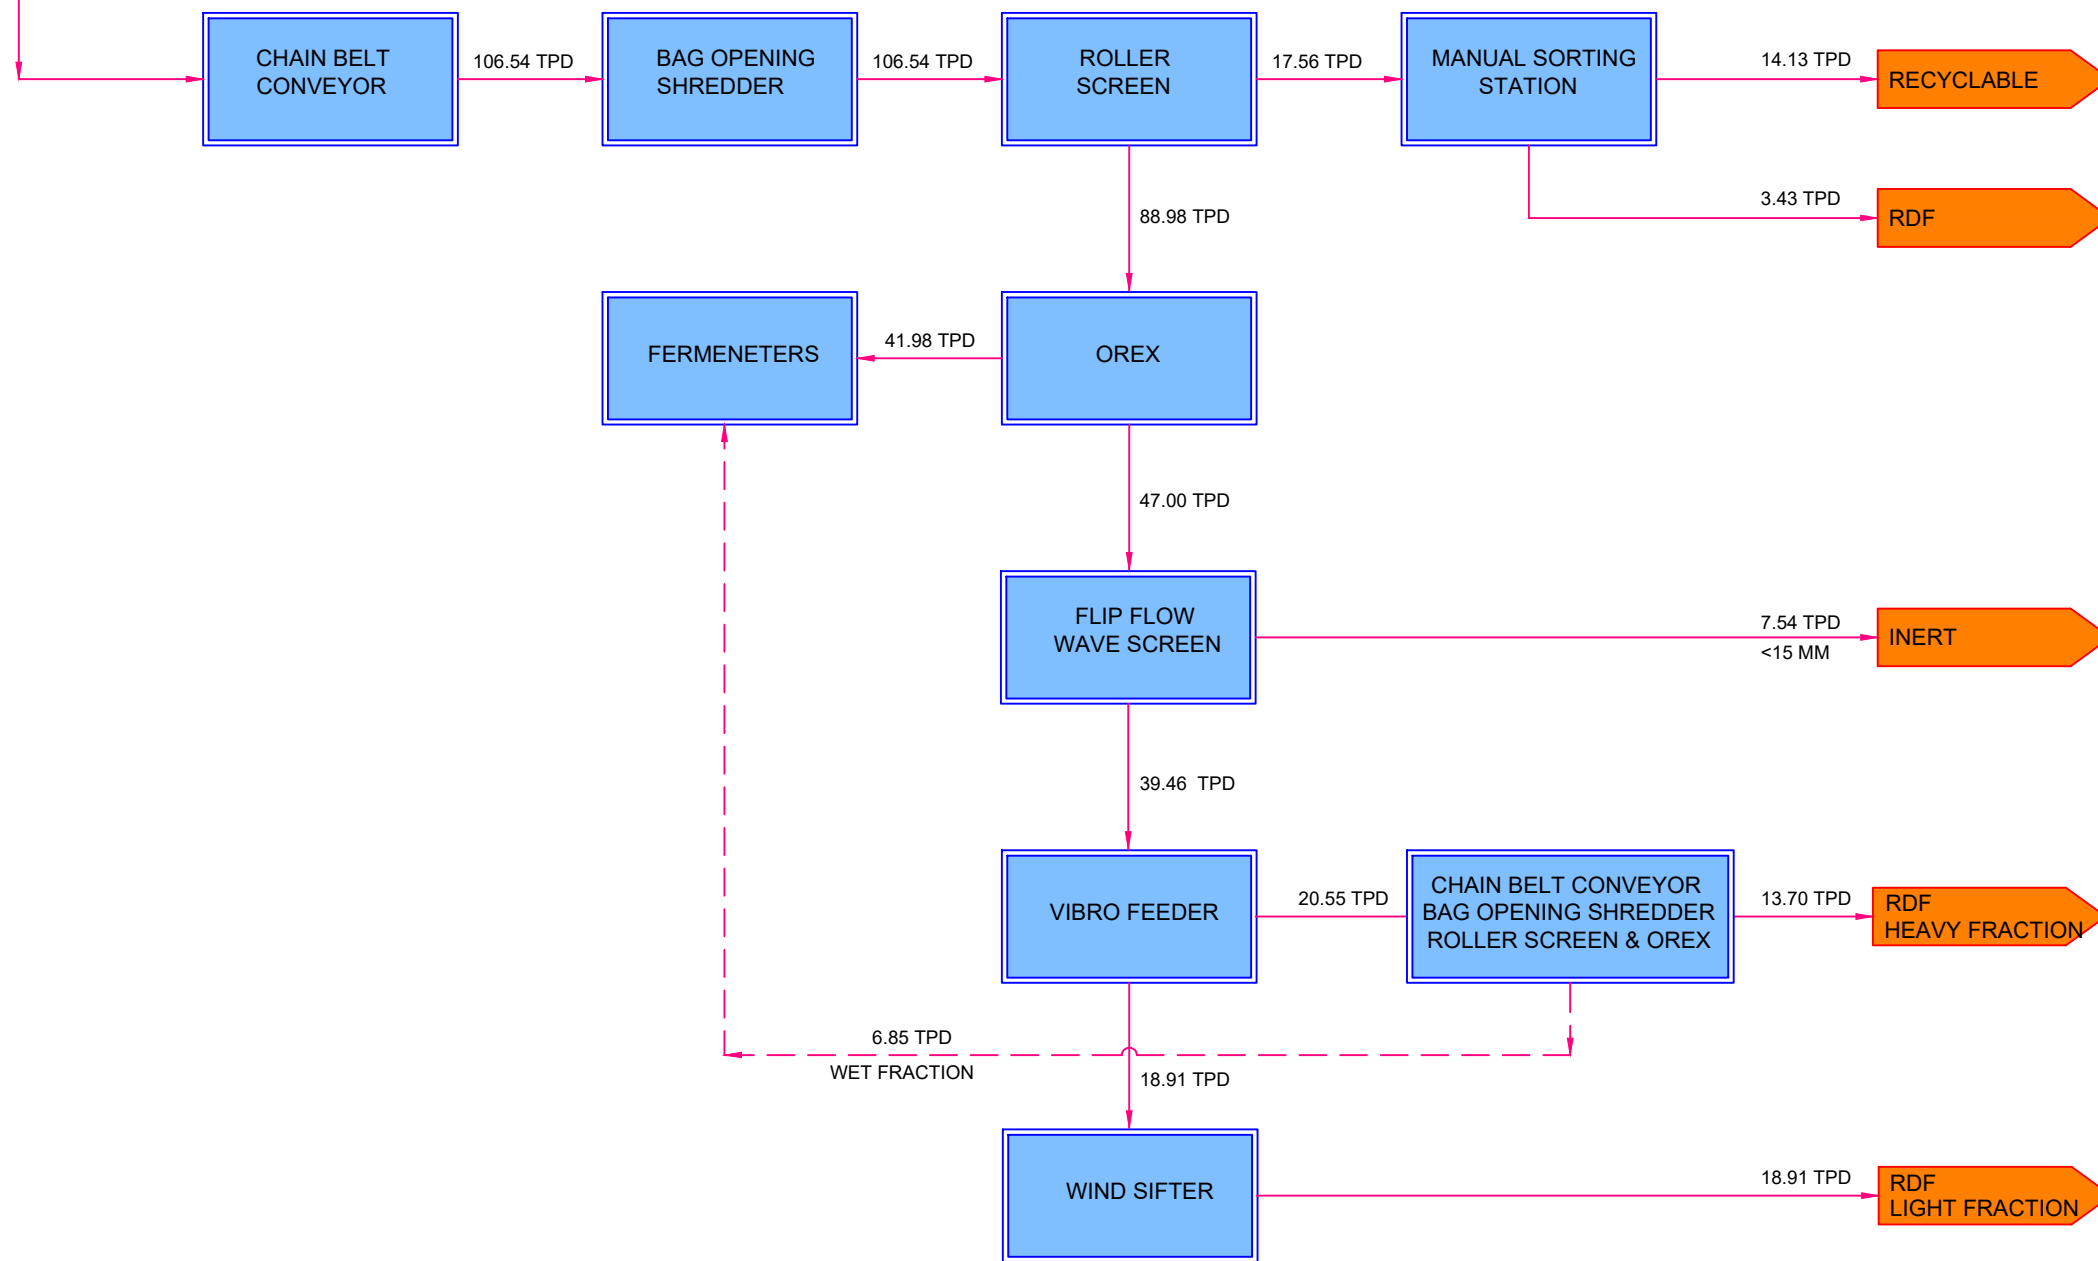 CHAIN BELT
CONVEYOR
106.54 TPD
BAG OPENING
SHREDDER
106.54 TPD
ROLLER
SCREEN
17.56 TPD
MANUAL SORTING
STATION
14.13 TPD
RECYCLABLE
3.43 TPD
RDF
88.98 TPD
FERMENETERS
41.98 TPD
OREX
47.00 TPD
FLIP FLOW
WAVE SCREEN
7.54 TPD
<15 MM
INERT
39.46 TPD
VIBRO FEEDER
20.55 TPD
CHAIN BELT CONVEYOR
BAG OPENING SHREDDER
ROLLER SCREEN & OREX
13.70 TPD
RDF
HEAVY FRACTION
6.85 TPD
WET FRACTION
18.91 TPD
WIND SIFTER
18.91 TPD
RDF
LIGHT FRACTION